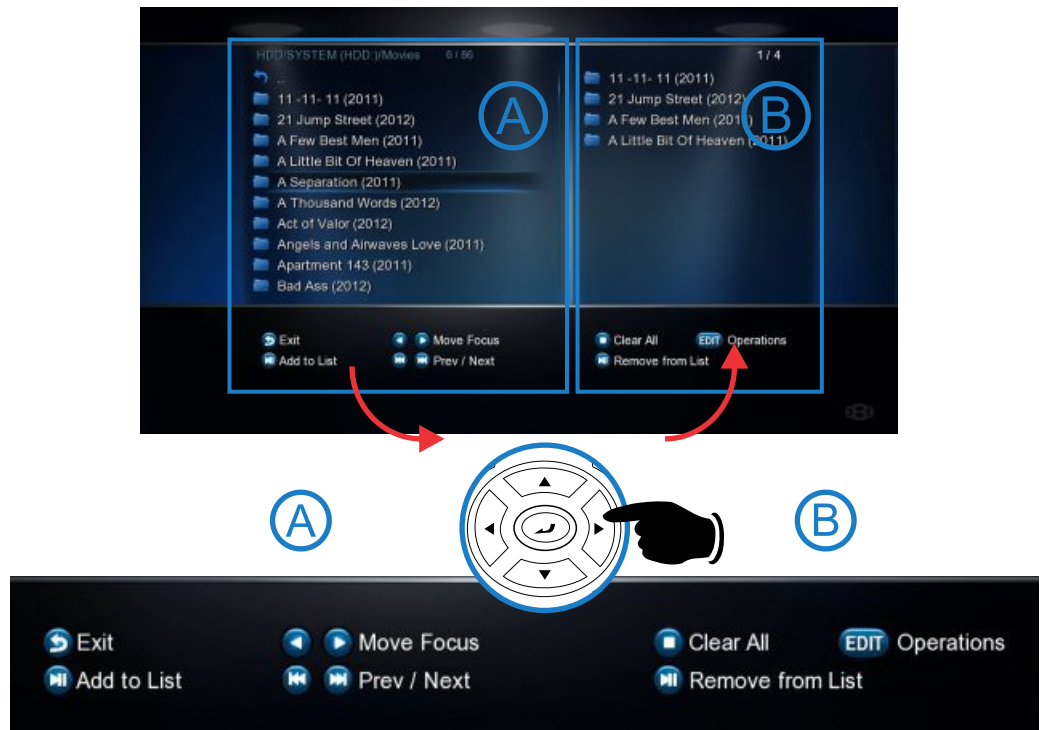 HDD/SYSTEM (HDD )/Movies 6 / 86
..
11 -11- 11 (2011)
21 Jump Street (2012)
A Few Best Men (2011)
A Little Bit Of Heaven (2011)
A Separation (2011)
A Thousand Words (2012)
Act of Valor (2012)
Angels and Airwaves Love (2011)
Apartment 143 (2011)
Bad Ass (2012)
A
Exit
Move Focus
Add to List
Prev / Next
1 / 4
11 -11- 11 (2011)
21 Jump Street (2012)
A Few Best Men (2011)
A Little Bit Of Heaven (2011)
B
Clear All
EDIT Operations
Remove from List
A
B
Exit
Move Focus
Clear All
EDIT Operations
Add to List
Prev / Next
Remove from List